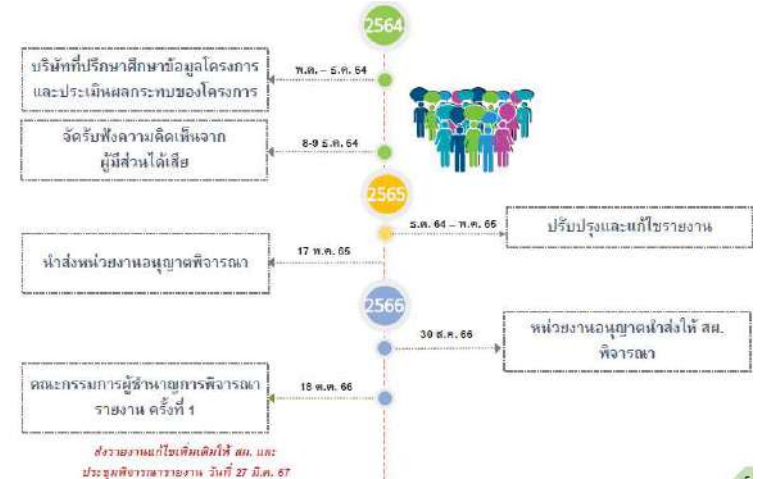 2564
บริษัทที่ปรึกษาศึกษาข้อมูลโครงการ
และประเมินผลกระทบของโครงการ
พ.ค. – ธ.ค. 64
จัดรับฟังความคิดเห็นจาก
ผู้มีส่วนได้เสีย
8-9 ธ.ค. 64
2565
ธ.ค. 64 – พ.ค. 65
ปรับปรุงและแก้ไขรายงาน
นำส่งหน่วยงานอนุญาตพิจารณา
17 พ.ค. 65
2566
30 ส.ค. 66
หน่วยงานอนุญาตนำส่งให้ สผ.
พิจารณา
คณะกรรมการผู้ชำนาญการพิจารณา
รายงาน ครั้งที่ 1
18 ต.ค. 66
ส่งรายงานแก้ไขเพิ่มเติมให้ สผ. และ
ประชุมพิจารณารายงาน วันที่ 27 มี.ค. 67